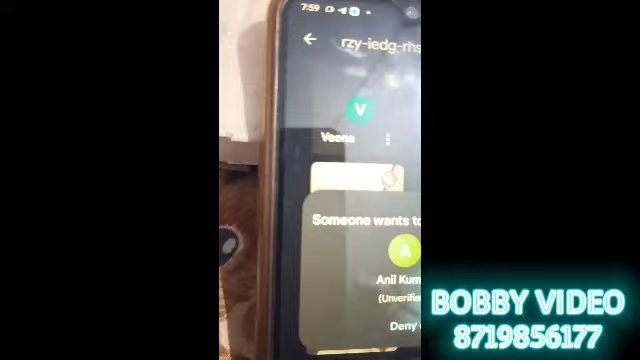 7:59
rzy-iedg-rhs
V
Veena
Someone wants to
A
Anil Kum
(Unverifie
Deny
BOBBY VIDEO
8719856177